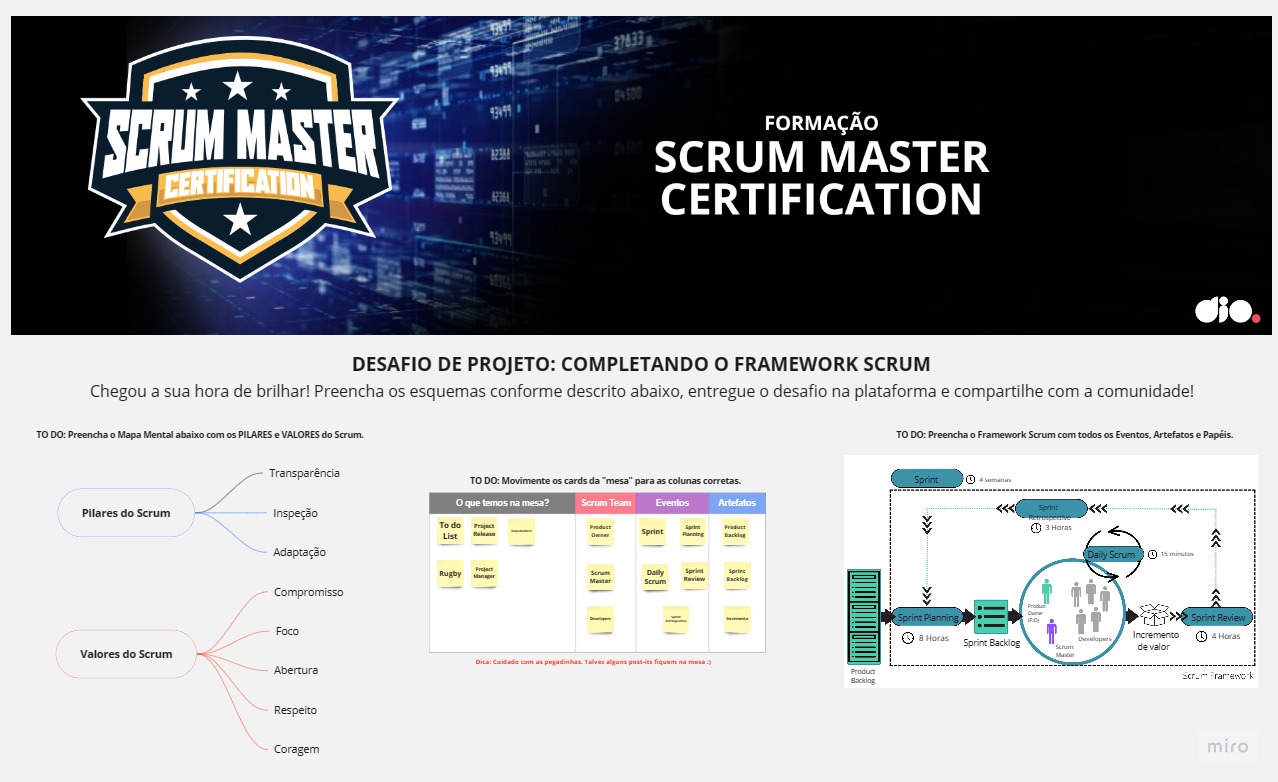 SCRUM MASTER
CERTIFICATION
37833
93499
04500
93499
82388
82388
93499
FORMAÇÃO
SCRUM MASTER
CERTIFICATION
dio.
DESAFIO DE PROJETO: COMPLETANDO O FRAMEWORK SCRUM
Chegou a sua hora de brilhar! Preencha os esquemas conforme descrito abaixo, entregue o desafio na plataforma e compartilhe com a comunidade!
TO DO: Preencha o Mapa Mental abaixo com os PILARES e VALORES do Scrum.
Pilares do Scrum
Transparência
Inspeção
Adaptação
Valores do Scrum
Compromisso
Foco
Abertura
Respeito
Coragem
TO DO: Movimente os cards da "mesa" para as colunas corretas.
O que temos na mesa?
Scrum Team
Eventos
Artefatos
To do
List
Project
Release
Product
Owner
Sprint
Sprint
Planning
Product
Backlog
Rugby
Project
Manager
Scrum
Master
Daily
Scrum
Sprint
Review
Sprint
Backlog
Developers
Sprint
Retrospective
Incremento
Dica: Cuidado com as pegadinhas. Talvez alguns post-its fiquem na mesa :)
TO DO: Preencha o Framework Scrum com todos os Eventos, Artefatos e Papéis.
Sprint
4 semanas
Sprint
Retrospective
3 Horas
Daily Scrum
15 minutos
Product
Owner
(P.O)
Developers
Scrum
Master
Sprint Planning
8 Horas
Sprint Backlog
Incremento
de valor
Sprint Review
4 Horas
Product
Backlog
Scrum Framework
miro